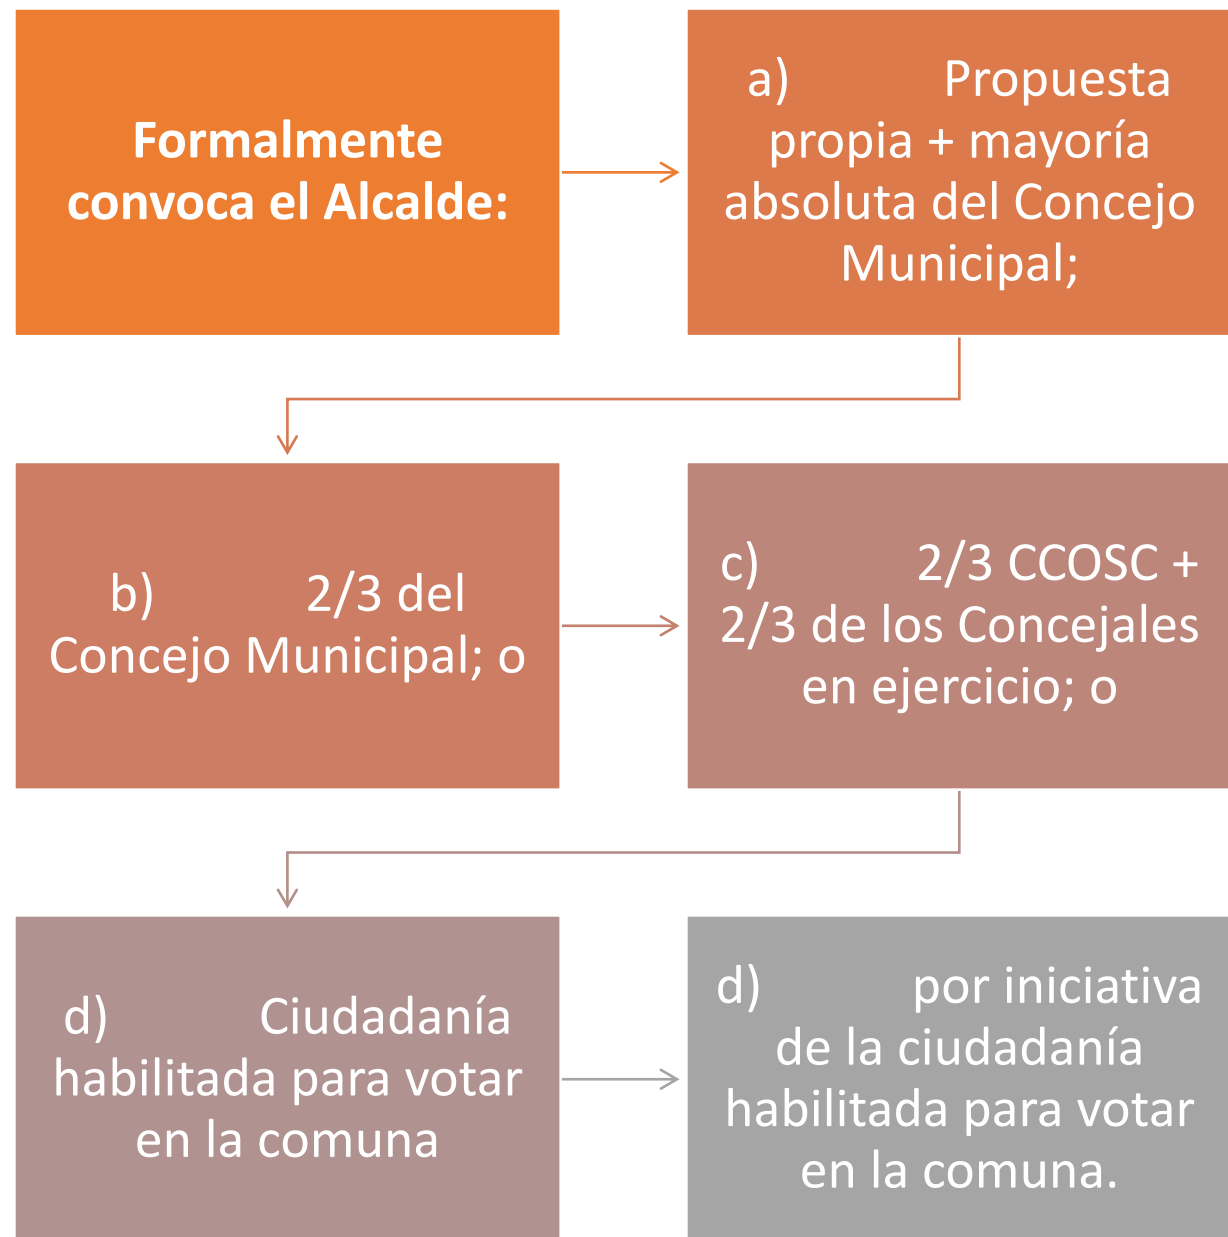 Formalmente
convoca el Alcalde:
a) Propuesta
propia + mayoría
absoluta del Concejo
Municipal;
b) 2/3 del
Concejo Municipal; o
c) 2/3 CCOSC +
2/3 de los Concejales
en ejercicio; o
d) Ciudadanía
habilitada para votar
en la comuna
d) por iniciativa
de la ciudadanía
habilitada para votar
en la comuna.